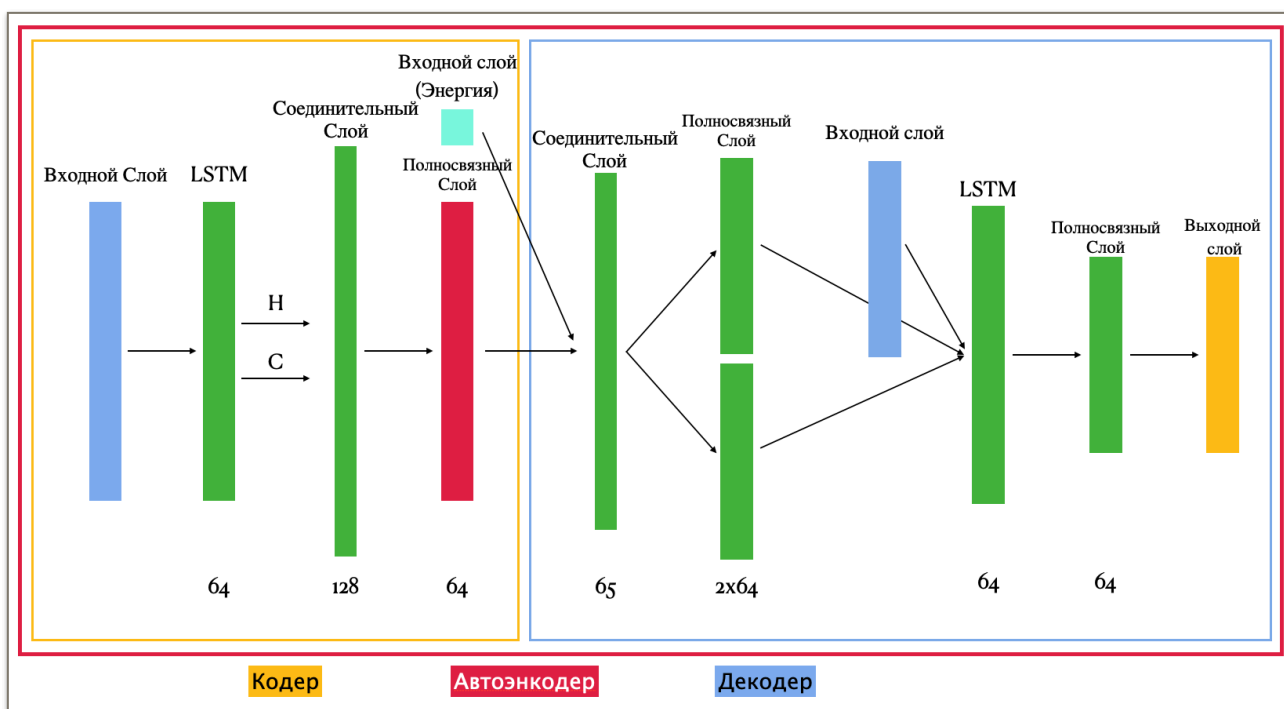 Входной слой
(Энергия)
Соединительный
Слой
Полносвязный
Слой
Входной Слой
LSTM
H
C
64
128
64
Соединительный
Слой
Полносвязный
Слой
Входной слой
LSTM
Полносвязный
Слой
Выходной
слой
65
2x64
64
64
Кодер
Автоэнкодер
Декодер